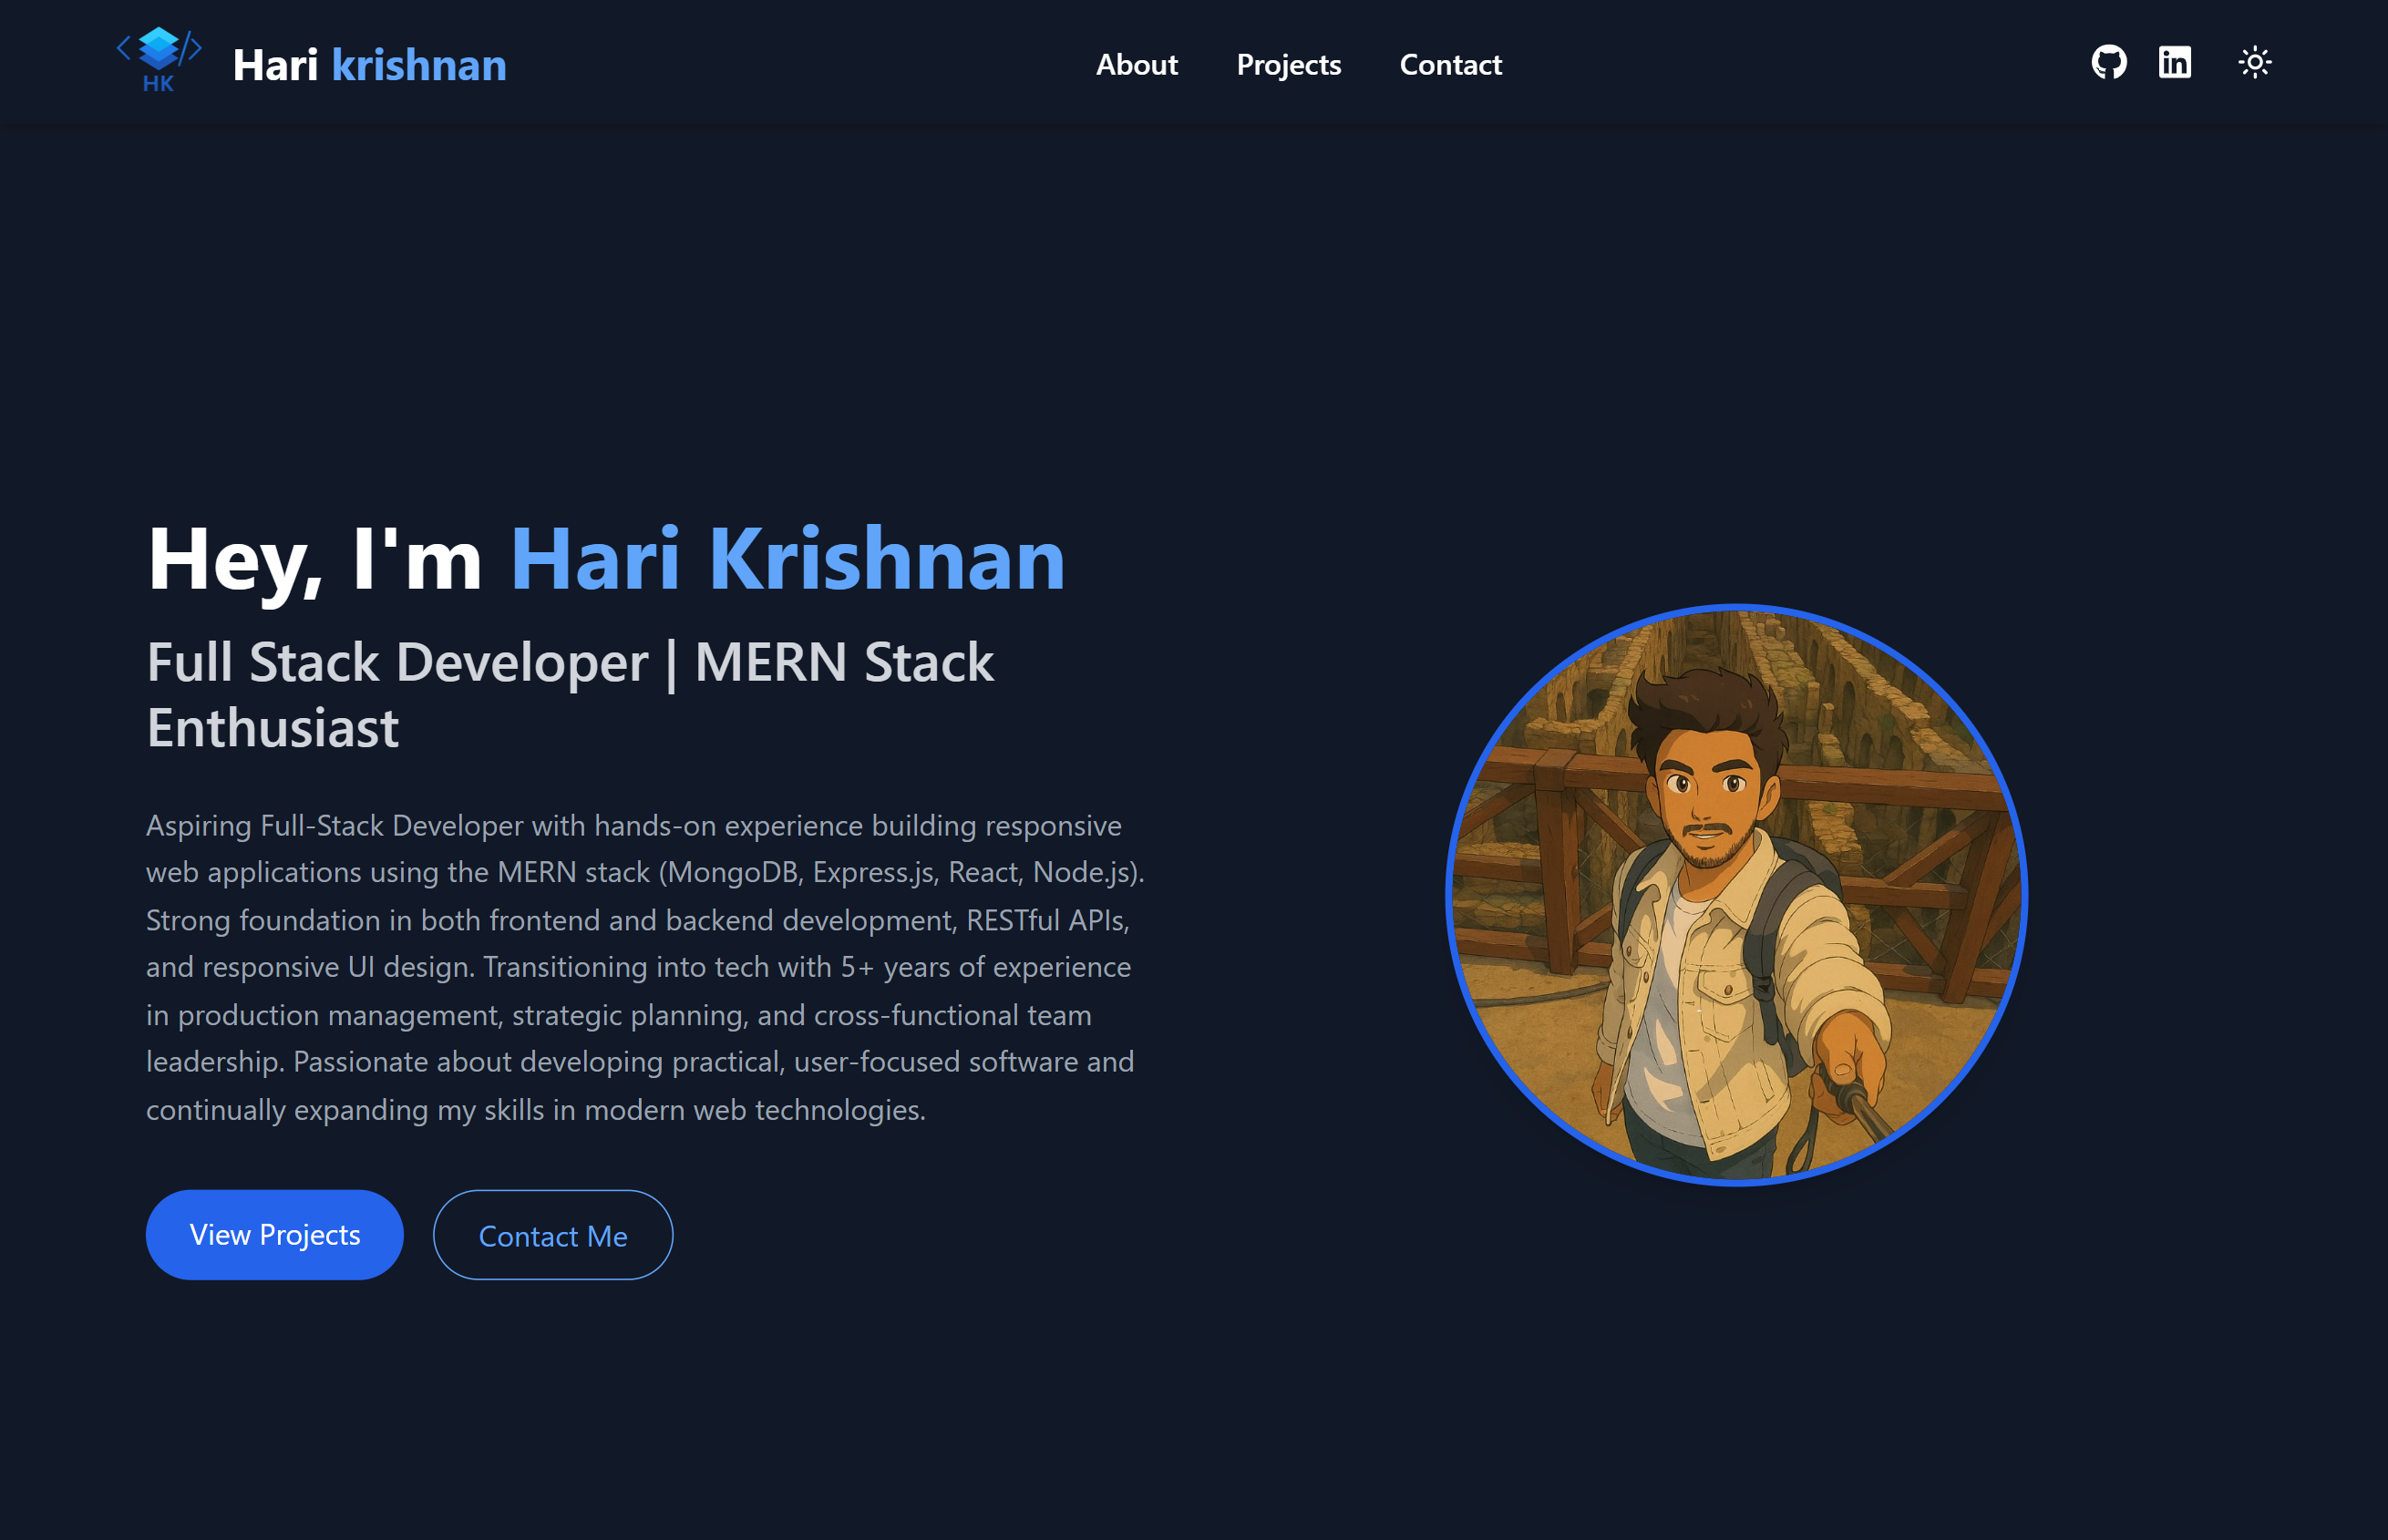 HK
Hari krishnan
About
Projects
Contact
Hey, I'm Hari Krishnan
Full Stack Developer | MERN Stack
Enthusiast
Aspiring Full-Stack Developer with hands-on experience building responsive
web applications using the MERN stack (MongoDB, Express.js, React, Node.js).
Strong foundation in both frontend and backend development, RESTful APIs,
and responsive UI design. Transitioning into tech with 5+ years of experience
in production management, strategic planning, and cross-functional team
leadership. Passionate about developing practical, user-focused software and
continually expanding my skills in modern web technologies.
View Projects
Contact Me